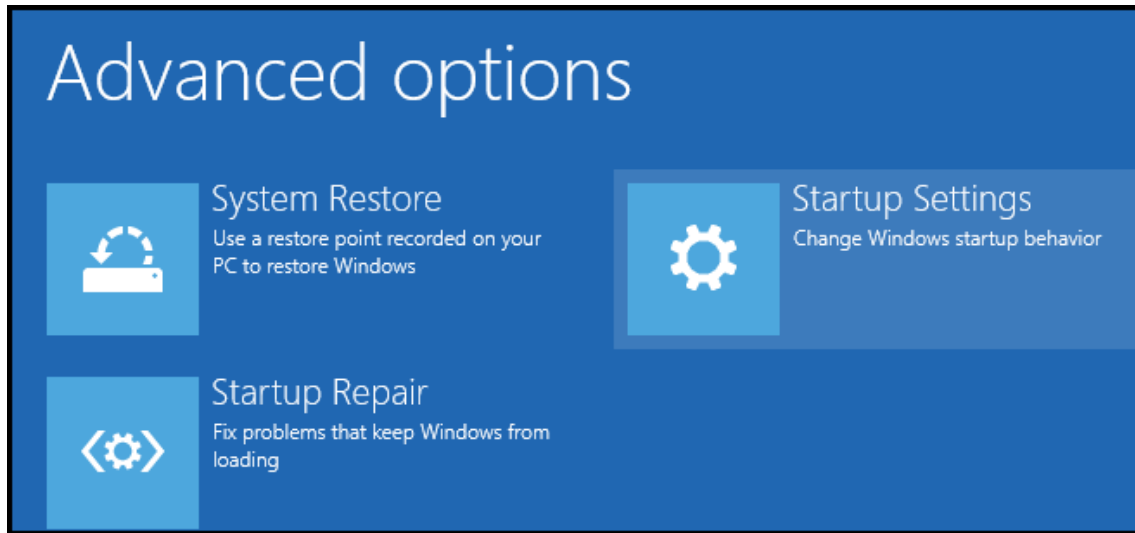 Advanced options
System Restore
Use a restore point recorded on your
PC to restore Windows
Startup Settings
Change Windows startup behavior
Startup Repair
Fix problems that keep Windows from
loading